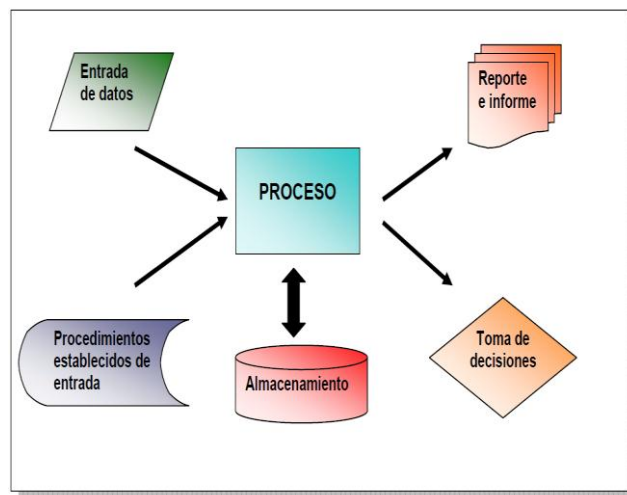 Entrada
de datos
Reporte
e informe
PROCESO
Procedimientos
establecidos de
entrada
Almacenamiento
Toma de
decisiones